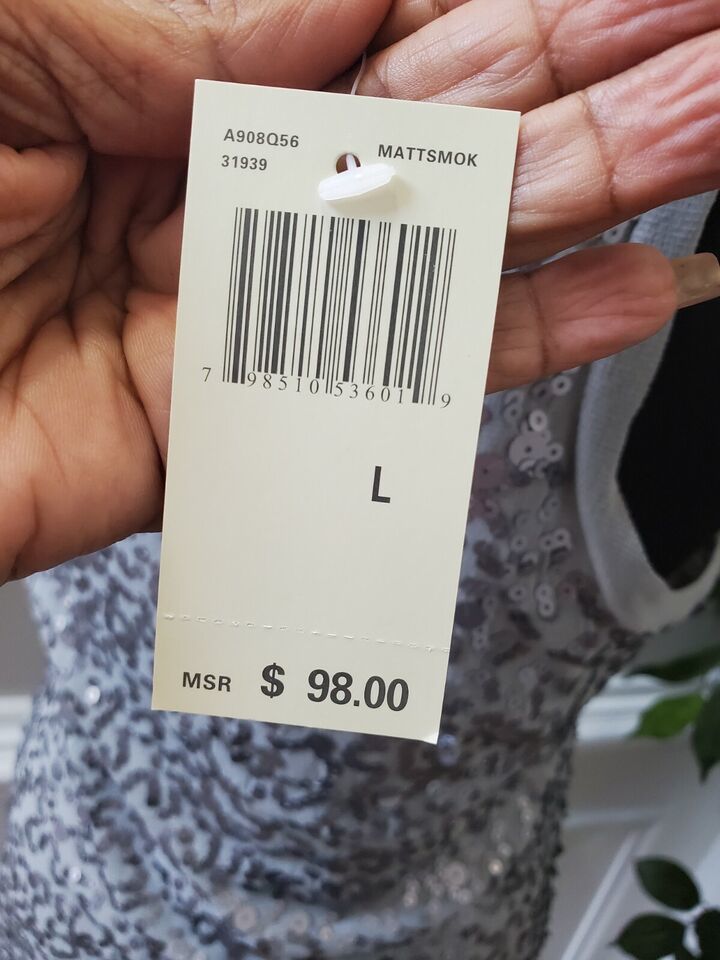 A908Q56
31939
MATTSMOK
7 98510 53601 9
L
MSR $ 98.00